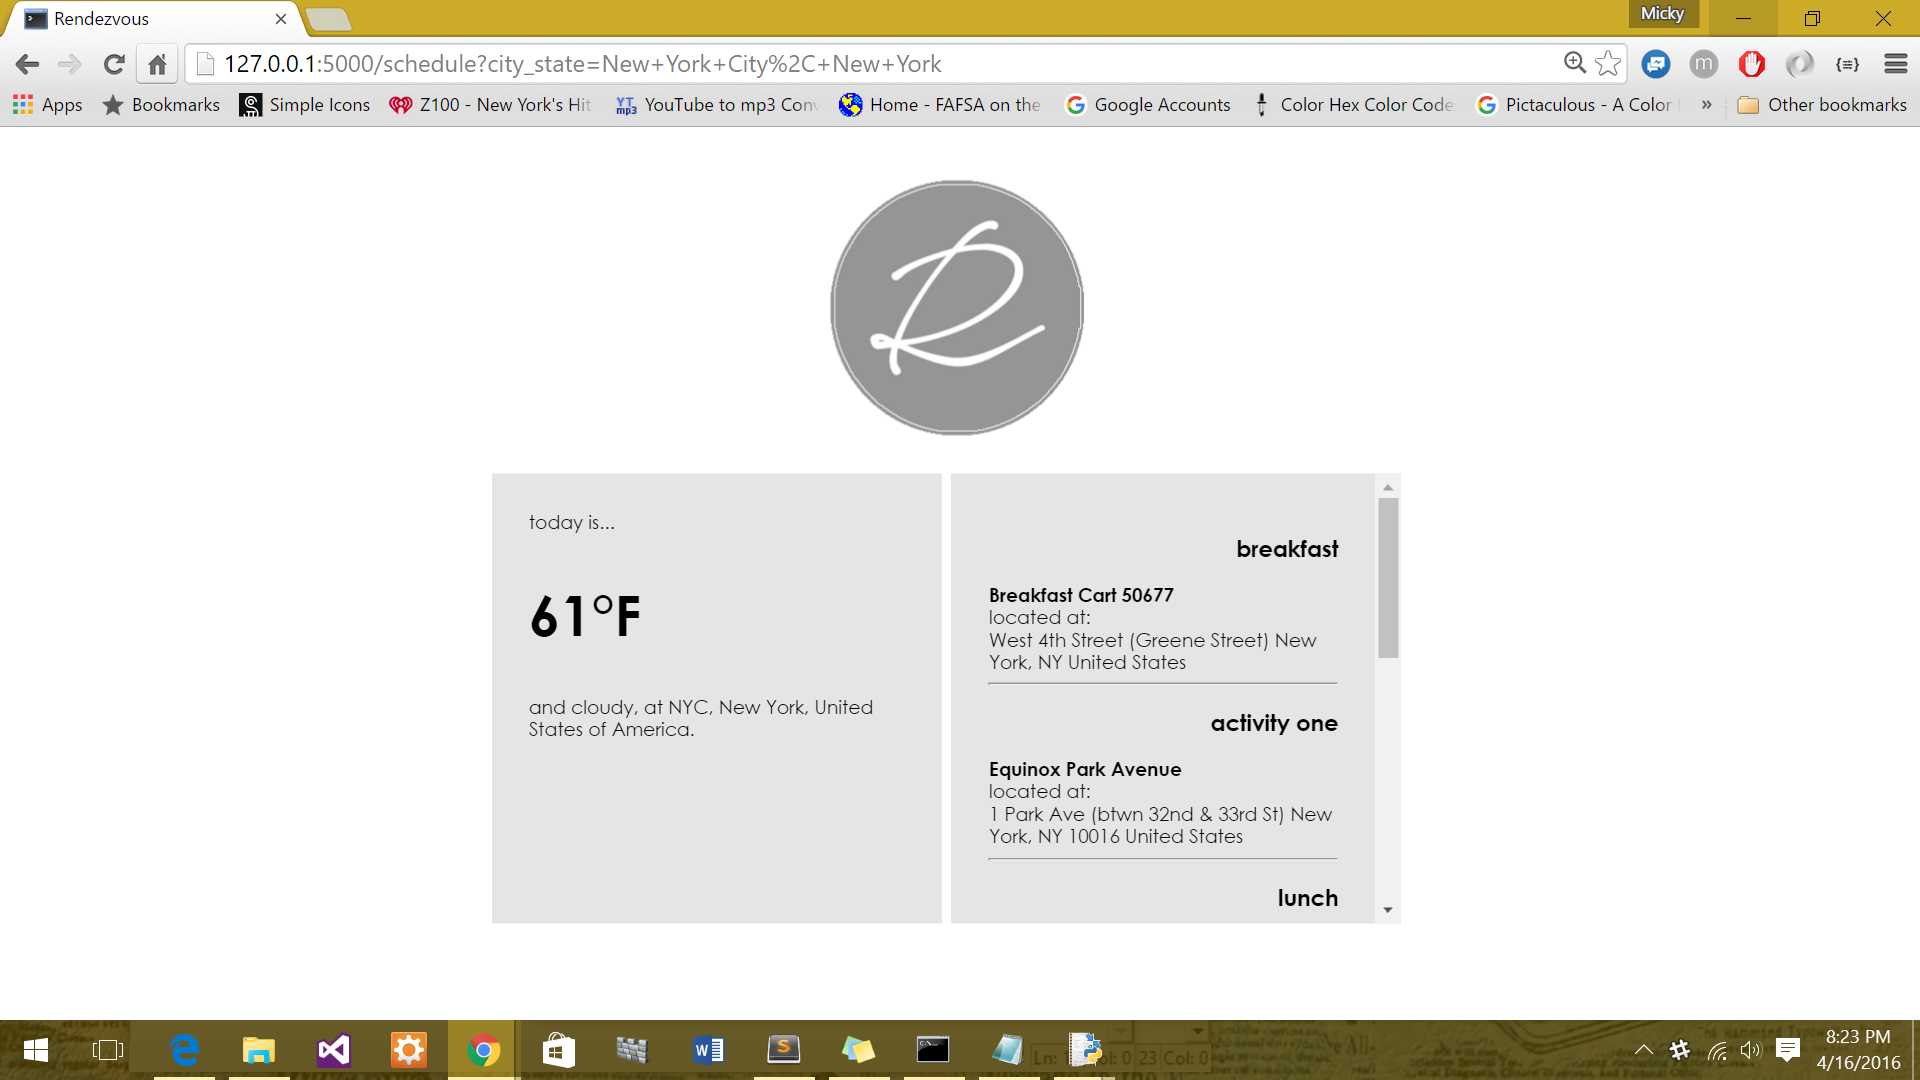 Rendezvous
Micky
127.0.0.1:5000/schedule?city_state=New+York+City%2C+New+York
m
Apps
Bookmarks
Simple Icons
Z100 - New York's Hit
YT mp3
YouTube to mp3 Conv
Home - FAFSA on the
Google Accounts
Color Hex Color Code
Pictaculous - A Color
»
Other bookmarks
R
today is...
61°F
and cloudy, at NYC, New York, United
States of America.
breakfast
Breakfast Cart 50677
located at:
West 4th Street (Greene Street) New
York, NY United States
activity one
Equinox Park Avenue
located at:
1 Park Ave (btwn 32nd & 33rd St) New
York, NY 10016 United States
lunch
8:23 PM
4/16/2016